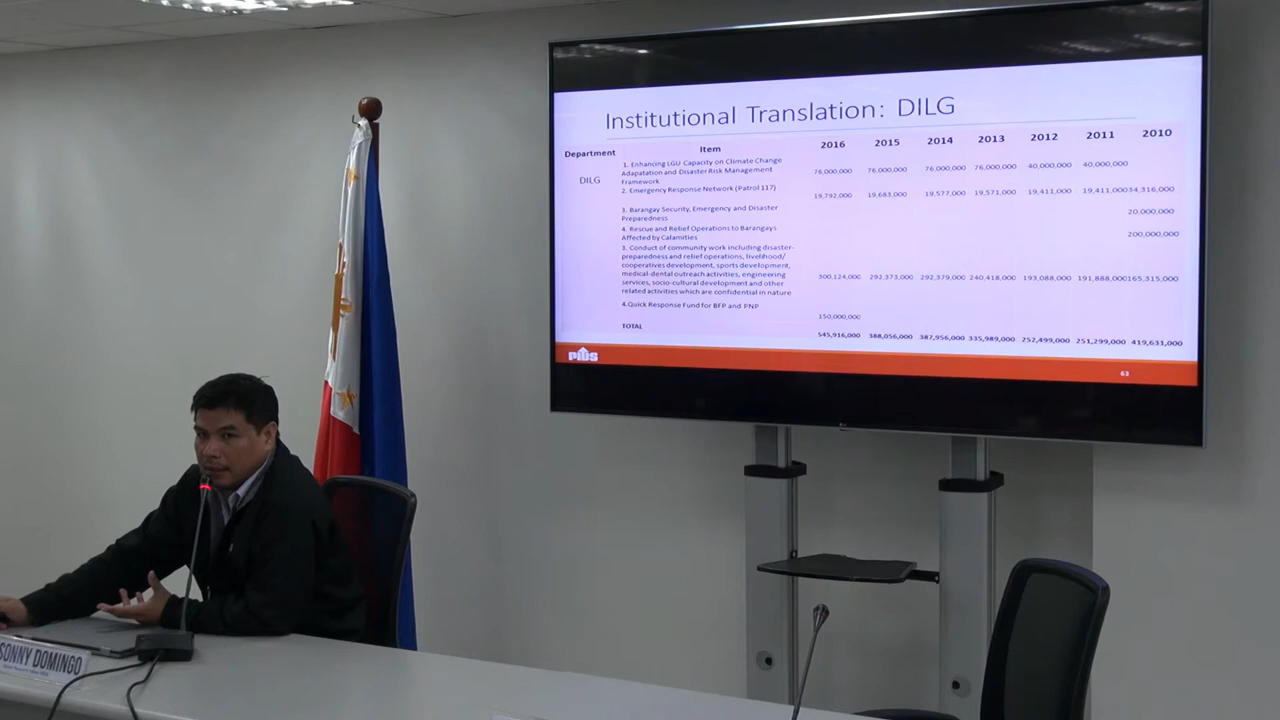 Institutional Translation: DILG
Department Item 2016 2015 2014 2013 2012 2011 2010
DILG
1. Enhancing LGU Capacity on Climate Change
Adapatation and Disaster Risk Management
Framework
76,000,000 76,000,000 76,000,000 76,000,000 40,000,000 40,000,000
2. Emergency Response Network (Patrol 117)
19,792,000 19,683,000 19,577,000 19,571,000 19,411,000 19,411,000 34,316,000
3. Barangay Security, Emergency and Disaster
Preparedness
20,000,000
4. Rescue and Relief Operations to Barangays
Affected by Calamities
200,000,000
3. Conduct of community work including disaster-
preparedness and relief operations, livelihood/
cooperatives development, sports development,
medical-dental outreach activities, engineering
services, socio-cultural development and other
related activities which are confidential in nature
300,124,000 292,373,000 292,379,000 240,418,000 193,088,000 191,888,000 165,315,000
4.Quick Response Fund for BFP and PNP
150,000,000
TOTAL
545,916,000 388,056,000 387,956,000 335,989,000 252,499,000 251,299,000 419,631,000
PIDS
63
SONNY DOMINGO